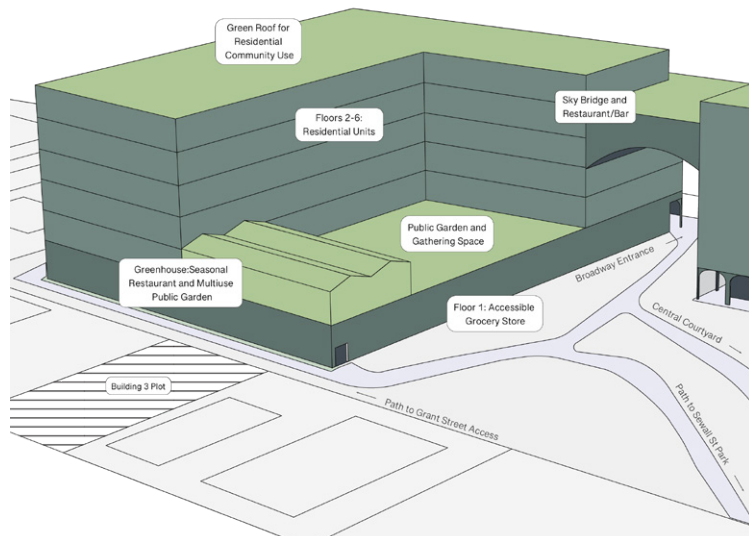 Green Roof for
Residential
Community Use
Floors 2-6:
Residential Units
Sky Bridge and
Restaurant/Bar
Public Garden and
Gathering Space
Greenhouse:Seasonal
Restaurant and Multiuse
Public Garden
Broadway Entrance
Floor 1: Accessible
Grocery Store
Central Courtyard
Building 3 Plot
Path to Grant Street Access
Path to Sewall St Park